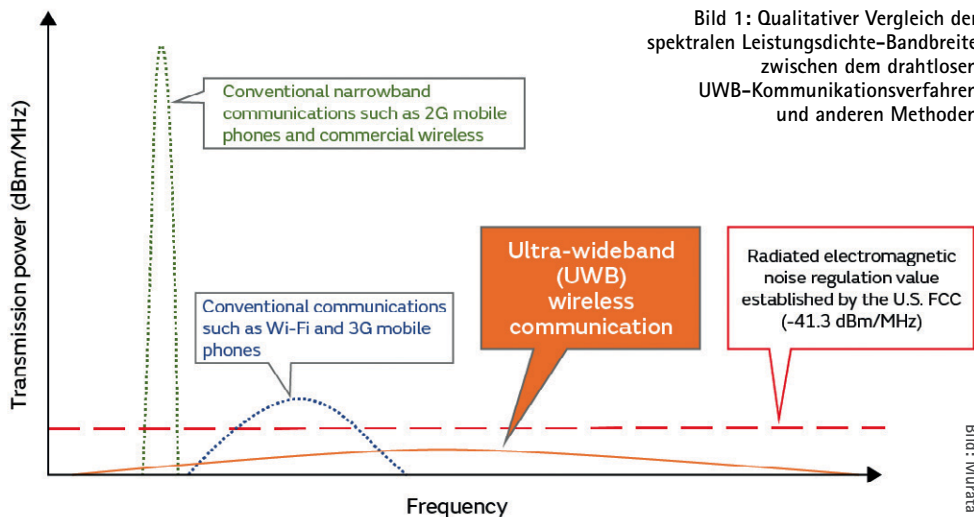 Bild 1: Qualitativer Vergleich der
spektralen Leistungsdichte-Bandbreite
zwischen dem drahtlosen
UWB-Kommunikationsverfahren
und anderen Methoden
Transmission power (dBm/MHz)
Conventional narrowband
communications such as 2G mobile
phones and commercial wireless
Conventional communications
such as Wi-Fi and 3G mobile
phones
Ultra-wideband
(UWB)
wireless
communication
Radiated electromagnetic
noise regulation value
established by the U.S. FCC
(-41.3 dBm/MHz)
Frequency
Bild: Murata